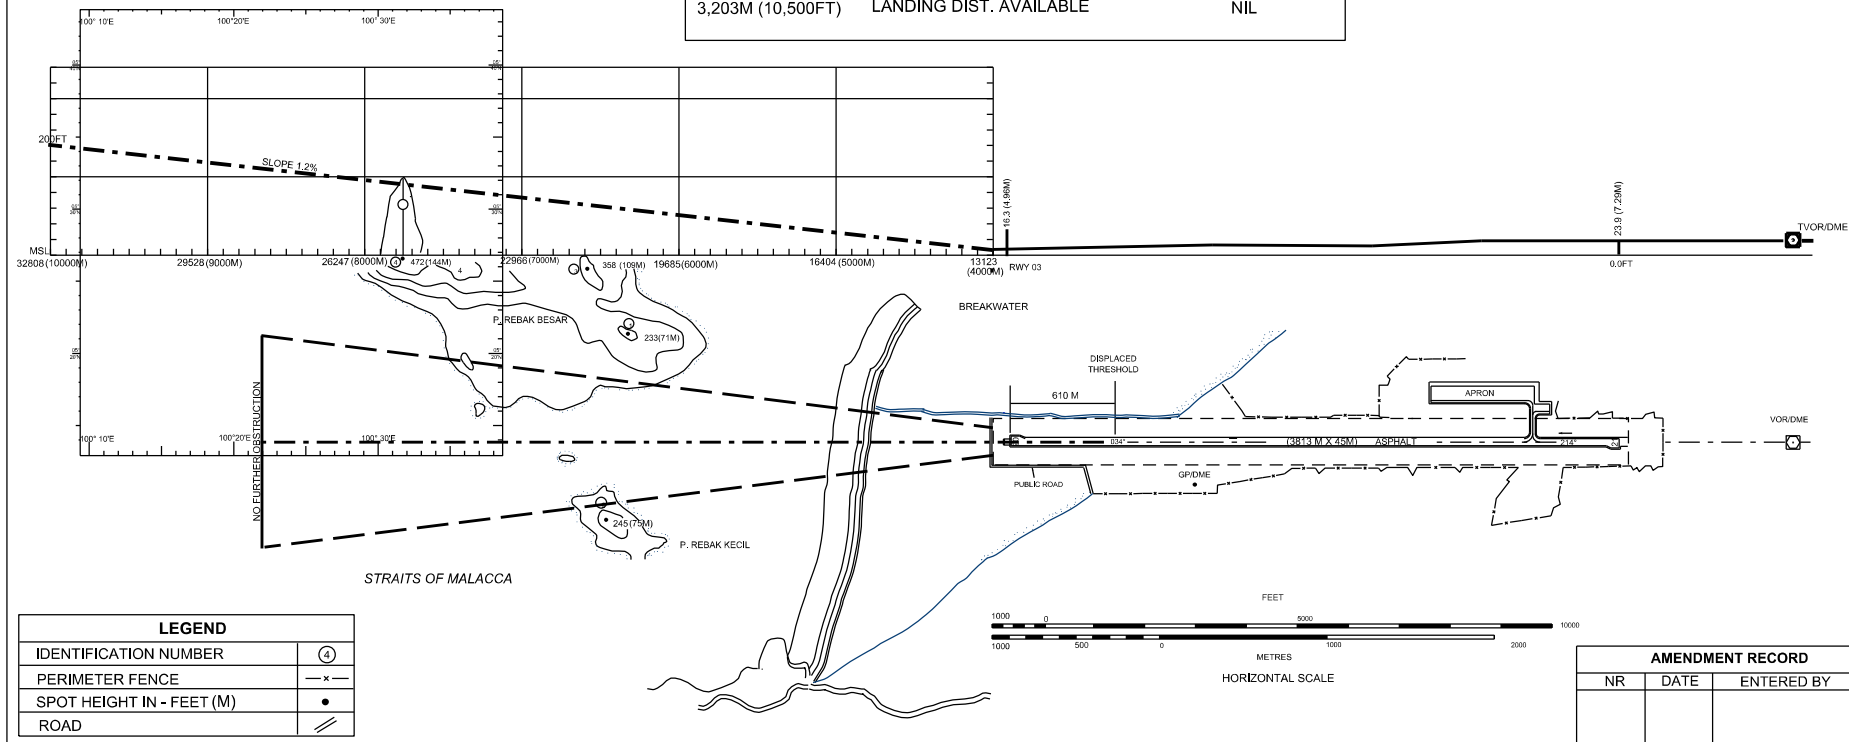 3,203M (10,500FT) LANDING DIST. AVAILABLE NIL
100° 10'E 100°20'E 100° 30'E
200FT
SLOPE 1.2%
16.3 (4.96M)
23.9 (7.29M)
TVOR/DME
MSL
32808 (10000M) 29528 (9000M) 26247 (8000M) 22966 (7000M) 19685 (6000M) 16404 (5000M) 13123 (4000M)
RWY 03
0.0FT
4 472(144M)
4
358 (109M)
P. REBAK BESAR
233(71M)
BREAKWATER
DISPLACED
THRESHOLD
610 M
APRON
NO FURTHER OBSTRUCTION
100° 10'E 100°20'E 100° 30'E
034° (3813 M X 45M) ASPHALT 214°
VOR/DME
PUBLIC ROAD
GP/DME
245(75M)
P. REBAK KECIL
STRAITS OF MALACCA
FEET
1000 0 5000 10000
1000 500 0 1000 2000
METRES
HORIZONTAL SCALE
LEGEND
IDENTIFICATION NUMBER 4
PERIMETER FENCE
SPOT HEIGHT IN - FEET (M)
ROAD
AMENDMENT RECORD
NR DATE ENTERED BY